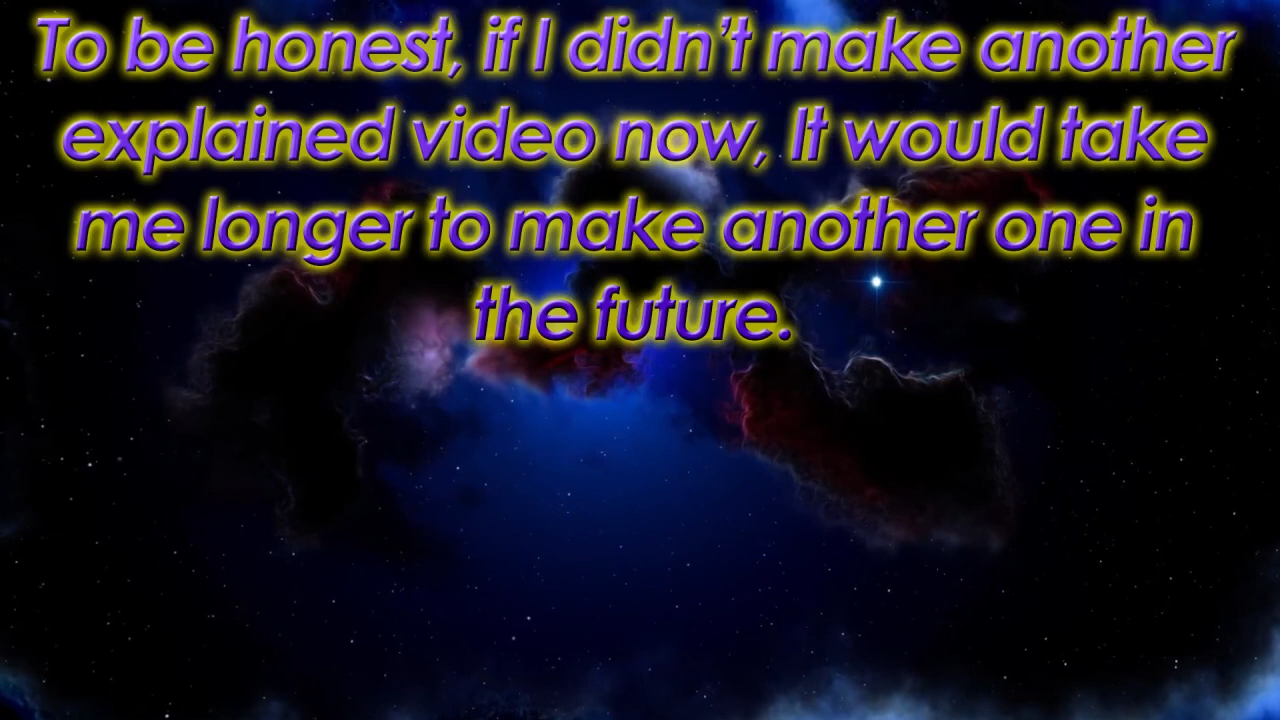 To be honest, if I didn't make another
explained video now, It would take
me longer to make another one in
the future.